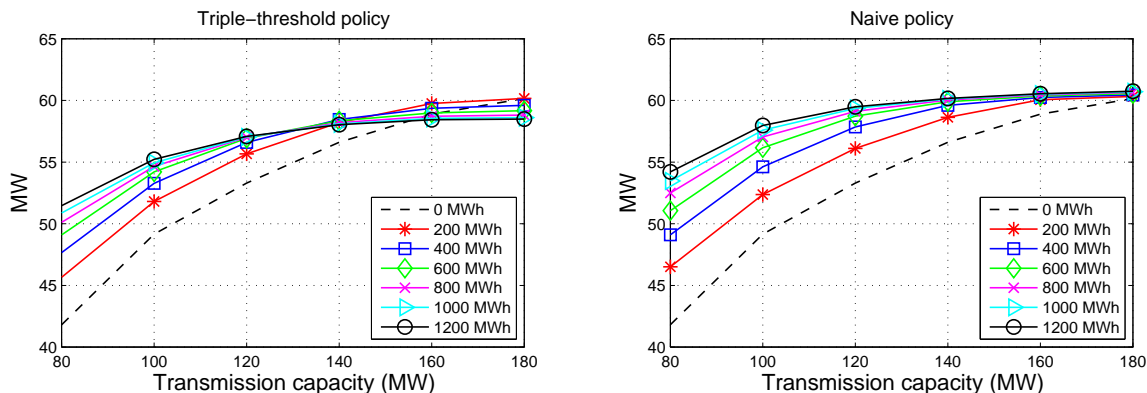 Triple−threshold policy
65
60
55
50
45
40
MW
80 100 120 140 160 180
Transmission capacity (MW)
0 MWh
200 MWh
400 MWh
600 MWh
800 MWh
1000 MWh
1200 MWh
Naive policy
65
60
55
50
45
40
MW
80 100 120 140 160 180
Transmission capacity (MW)
0 MWh
200 MWh
400 MWh
600 MWh
800 MWh
1000 MWh
1200 MWh